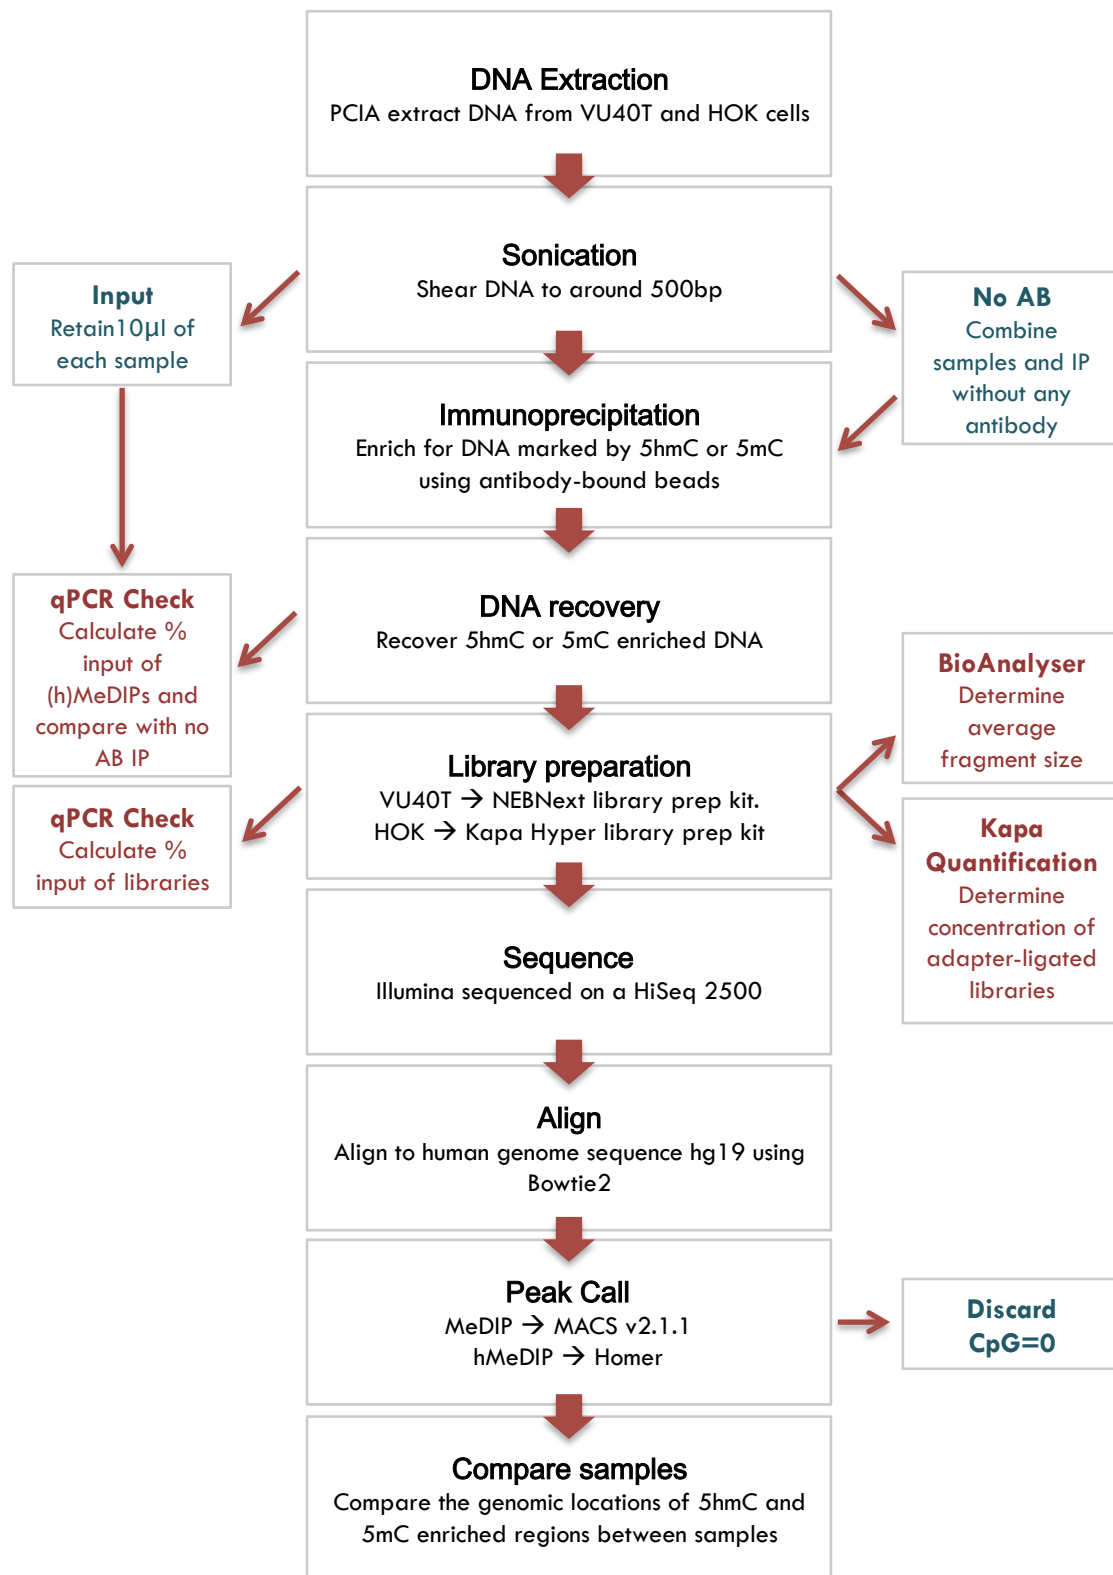 DNA Extraction
PCIA extract DNA from VU40T and HOK cells
Sonication
Shear DNA to around 500bp
Input
Retain10µl of
each sample
No AB
Combine
samples and IP
without any
antibody
Immunoprecipitation
Enrich for DNA marked by 5hmC or 5mC
using antibody-bound beads
DNA recovery
Recover 5hmC or 5mC enriched DNA
qPCR Check
Calculate %
input of
(h)MeDIPs and
compare with no
AB IP
Library preparation
VU40T → NEBNext library prep kit.
HOK → Kapa Hyper library prep kit
BioAnalyser
Determine
average
fragment size
qPCR Check
Calculate %
input of libraries
Kapa
Quantification
Determine
concentration of
adapter-ligated
libraries
Sequence
Illumina sequenced on a HiSeq 2500
Align
Align to human genome sequence hg19 using
Bowtie2
Peak Call
MeDIP → MACS v2.1.1
hMeDIP → Homer
Discard
CpG=0
Compare samples
Compare the genomic locations of 5hmC and
5mC enriched regions between samples